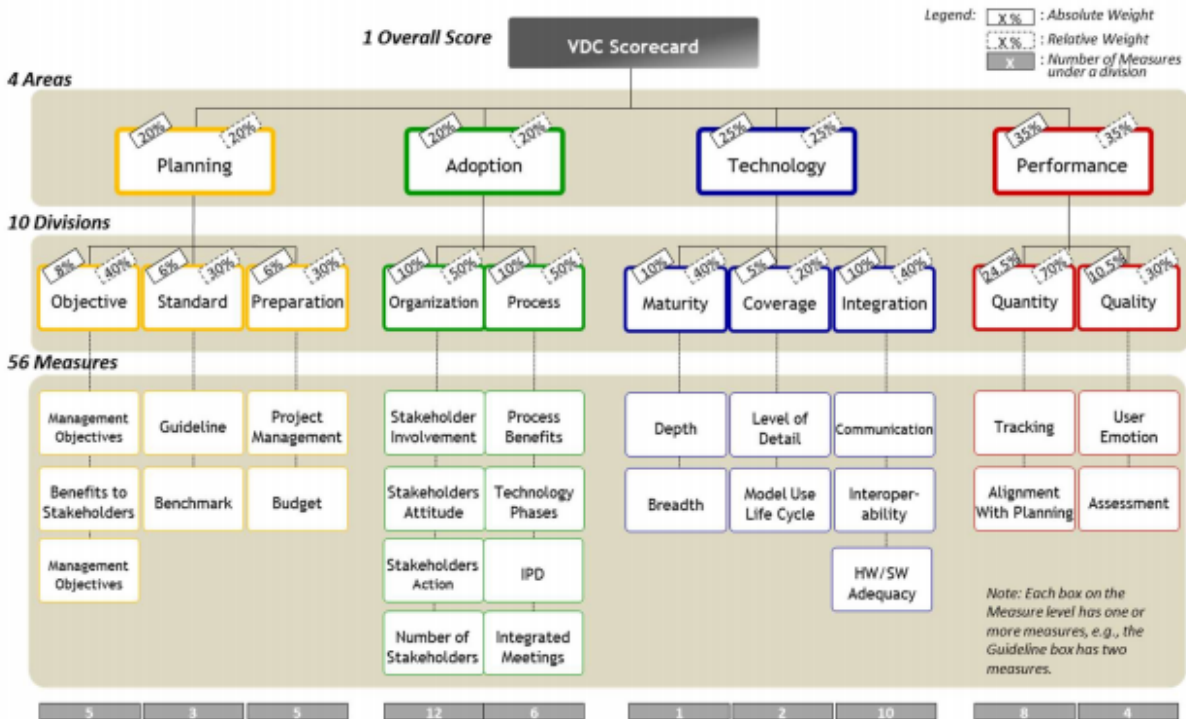 Legend:
X% : Absolute Weight
X% : Relative Weight
X : Number of Measures
under a division
1 Overall Score
VDC Scorecard
4 Areas
20% 20%
Planning
20% 20%
Adoption
25% 25%
Technology
35% 35%
Performance
10 Divisions
8% 40%
Objective
6% 30%
Standard
6% 30%
Preparation
10% 50%
Organization
10% 50%
Process
10% 40%
Maturity
5% 20%
Coverage
10% 40%
Integration
24.5% 70%
Quantity
10.5% 30%
Quality
56 Measures
Management
Objectives
Guideline
Project
Management
Stakeholder
Involvement
Process
Benefits
Depth
Level of
Detail
Communication
Tracking
User
Emotion
Benefits to
Stakeholders
Benchmark
Budget
Stakeholders
Attitude
Technology
Phases
Breadth
Model Use
Life Cycle
Interoper-
ability
Alignment
With Planning
Assessment
Management
Objectives
Stakeholders
Action
IPD
HW/SW
Adequacy
Number of
Stakeholders
Integrated
Meetings
Note: Each box on the
Measure level has one or
more measures, e.g., the
Guideline box has two
measures.
5 3 5 12 6 1 2 10 8 4